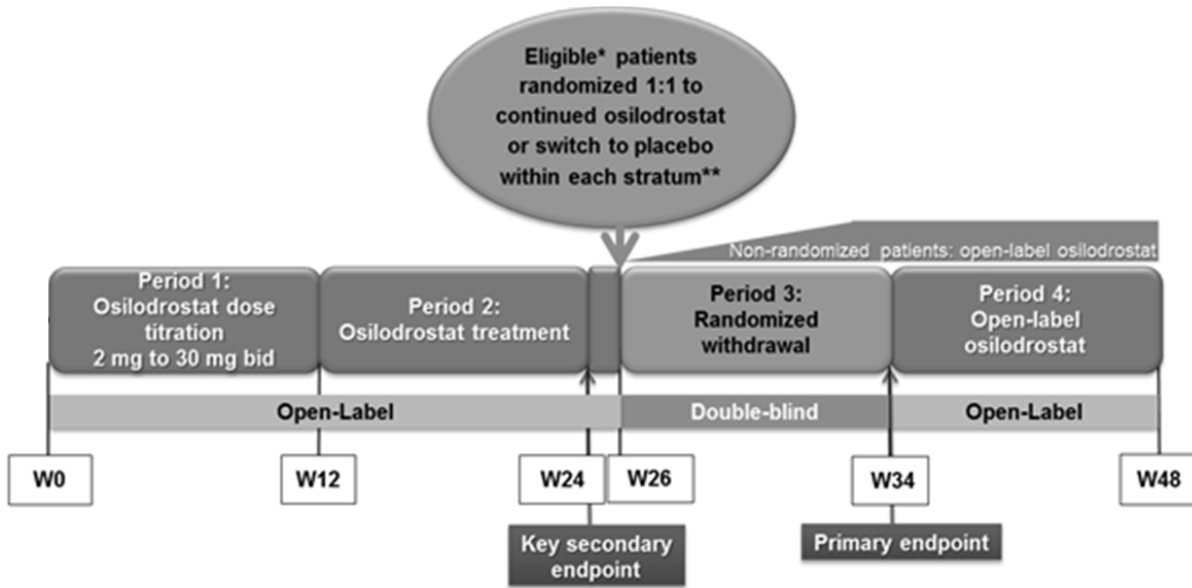 Eligible* patients
randomized 1:1 to
continued osilodrostat
or switch to placebo
within each stratum**
Non-randomized patients: open-label osilodrostat
Period 1:
Osilodrostat dose
titration
2 mg to 30 mg bid
Period 2:
Osilodrostat treatment
Period 3:
Randomized
withdrawal
Period 4:
Open-label
osilodrostat
Open-Label
Double-blind
Open-Label
W0
W12
W24
W26
W34
W48
Key secondary
endpoint
Primary endpoint